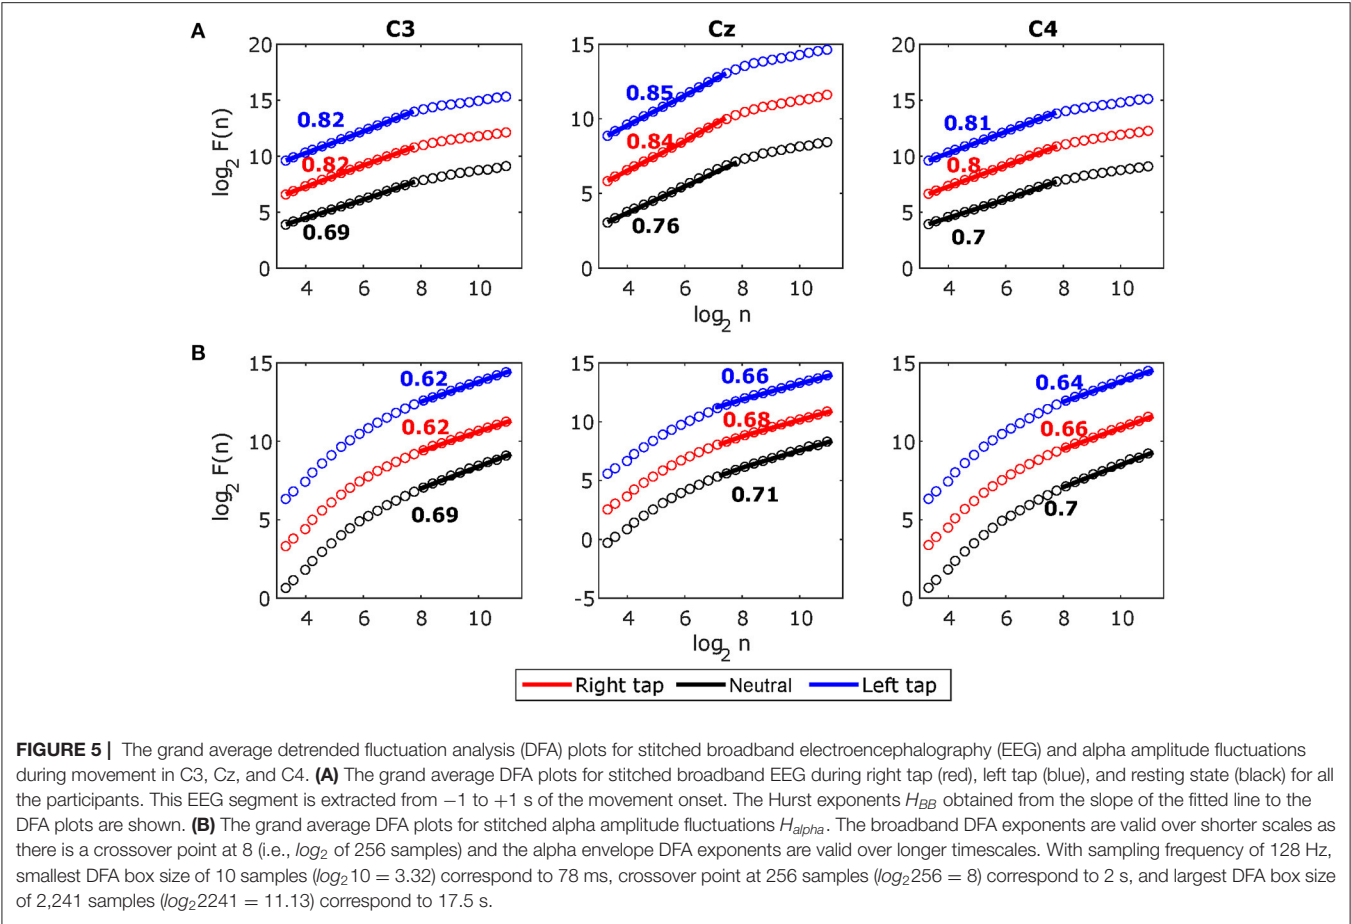 A
C3
Cz
C4
20
15
10
5
0
log2 F(n)
0.82
0.82
0.69
4 6 8 10
15
10
5
0
0.85
0.84
0.76
4 6 8 10
log2 n
20
15
10
5
0
0.81
0.8
0.7
4 6 8 10
B
15
10
5
0
log2 F(n)
0.62
0.62
0.69
4 6 8 10
15
10
5
0
-5
0.66
0.68
0.71
4 6 8 10
log2 n
15
10
5
0
0.64
0.66
0.7
4 6 8 10
Right tap Neutral Left tap
FIGURE 5 | The grand average detrended fluctuation analysis (DFA) plots for stitched broadband electroencephalography (EEG) and alpha amplitude fluctuations
during movement in C3, Cz, and C4. (A) The grand average DFA plots for stitched broadband EEG during right tap (red), left tap (blue), and resting state (black) for all
the participants. This EEG segment is extracted from −1 to +1 s of the movement onset. The Hurst exponents HBB obtained from the slope of the fitted line to the
DFA plots are shown. (B) The grand average DFA plots for stitched alpha amplitude fluctuations Halpha. The broadband DFA exponents are valid over shorter scales as
there is a crossover point at 8 (i.e., log2 of 256 samples) and the alpha envelope DFA exponents are valid over longer timescales. With sampling frequency of 128 Hz,
smallest DFA box size of 10 samples (log210 = 3.32) correspond to 78 ms, crossover point at 256 samples (log2256 = 8) correspond to 2 s, and largest DFA box size
of 2,241 samples (log22241 = 11.13) correspond to 17.5 s.